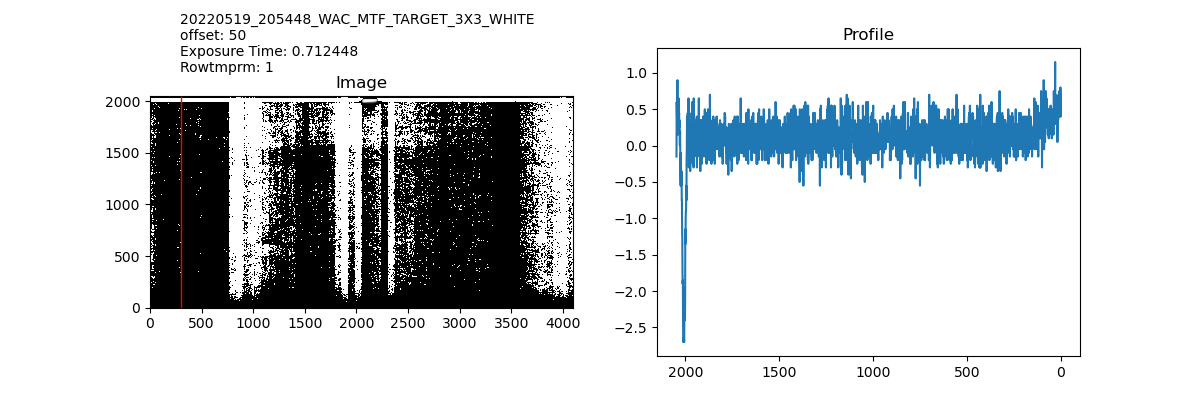 20220519_205448_WAC_MTF_TARGET_3X3_WHITE
offset: 50
Exposure Time: 0.712448
Rowtmprm: 1
Image
2000
1500
1000
500
0
0 500 1000 1500 2000 2500 3000 3500 4000
Profile
1.0
0.5
0.0
−0.5
−1.0
−1.5
−2.0
−2.5
2000 1500 1000 500 0